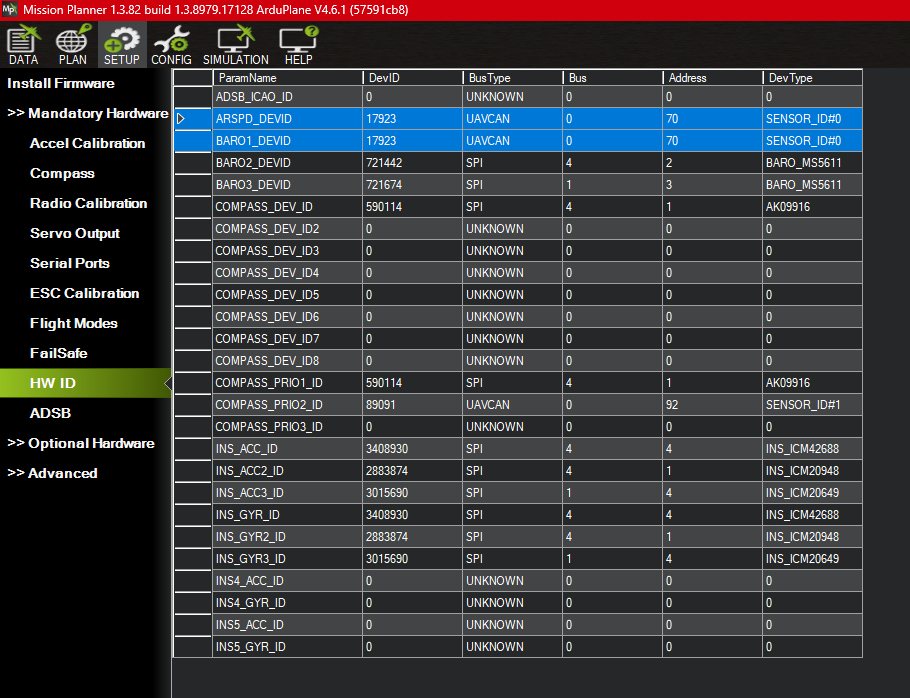 Mission Planner 1.3.82 build 1.3.8979.17128 ArduPlane V4.6.1 (57591cb8)
DATA PLAN SETUP CONFIG SIMULATION HELP
Install Firmware
>> Mandatory Hardware
Accel Calibration
Compass
Radio Calibration
Servo Output
Serial Ports
ESC Calibration
Flight Modes
FailSafe
HW ID
ADSB
>> Optional Hardware
>> Advanced
ParamName DevID BusType Bus Address DevType
ADSB_ICAO_ID 0 UNKNOWN 0 0 0
ARSPD_DEVID 17923 UAVCAN 0 70 SENSOR_ID#0
BARO1_DEVID 17923 UAVCAN 0 70 SENSOR_ID#0
BARO2_DEVID 721442 SPI 4 2 BARO_MS5611
BARO3_DEVID 721674 SPI 1 3 BARO_MS5611
COMPASS_DEV_ID 590114 SPI 4 1 AK09916
COMPASS_DEV_ID2 0 UNKNOWN 0 0 0
COMPASS_DEV_ID3 0 UNKNOWN 0 0 0
COMPASS_DEV_ID4 0 UNKNOWN 0 0 0
COMPASS_DEV_ID5 0 UNKNOWN 0 0 0
COMPASS_DEV_ID6 0 UNKNOWN 0 0 0
COMPASS_DEV_ID7 0 UNKNOWN 0 0 0
COMPASS_DEV_ID8 0 UNKNOWN 0 0 0
COMPASS_PRIO1_ID 590114 SPI 4 1 AK09916
COMPASS_PRIO2_ID 89091 UAVCAN 0 92 SENSOR_ID#1
COMPASS_PRIO3_ID 0 UNKNOWN 0 0 0
INS_ACC_ID 3408930 SPI 4 4 INS_ICM42688
INS_ACC2_ID 2883874 SPI 4 1 INS_ICM20948
INS_ACC3_ID 3015690 SPI 1 4 INS_ICM20649
INS_GYR_ID 3408930 SPI 4 4 INS_ICM42688
INS_GYR2_ID 2883874 SPI 4 1 INS_ICM20948
INS_GYR3_ID 3015690 SPI 1 4 INS_ICM20649
INS4_ACC_ID 0 UNKNOWN 0 0 0
INS4_GYR_ID 0 UNKNOWN 0 0 0
INS5_ACC_ID 0 UNKNOWN 0 0 0
INS5_GYR_ID 0 UNKNOWN 0 0 0